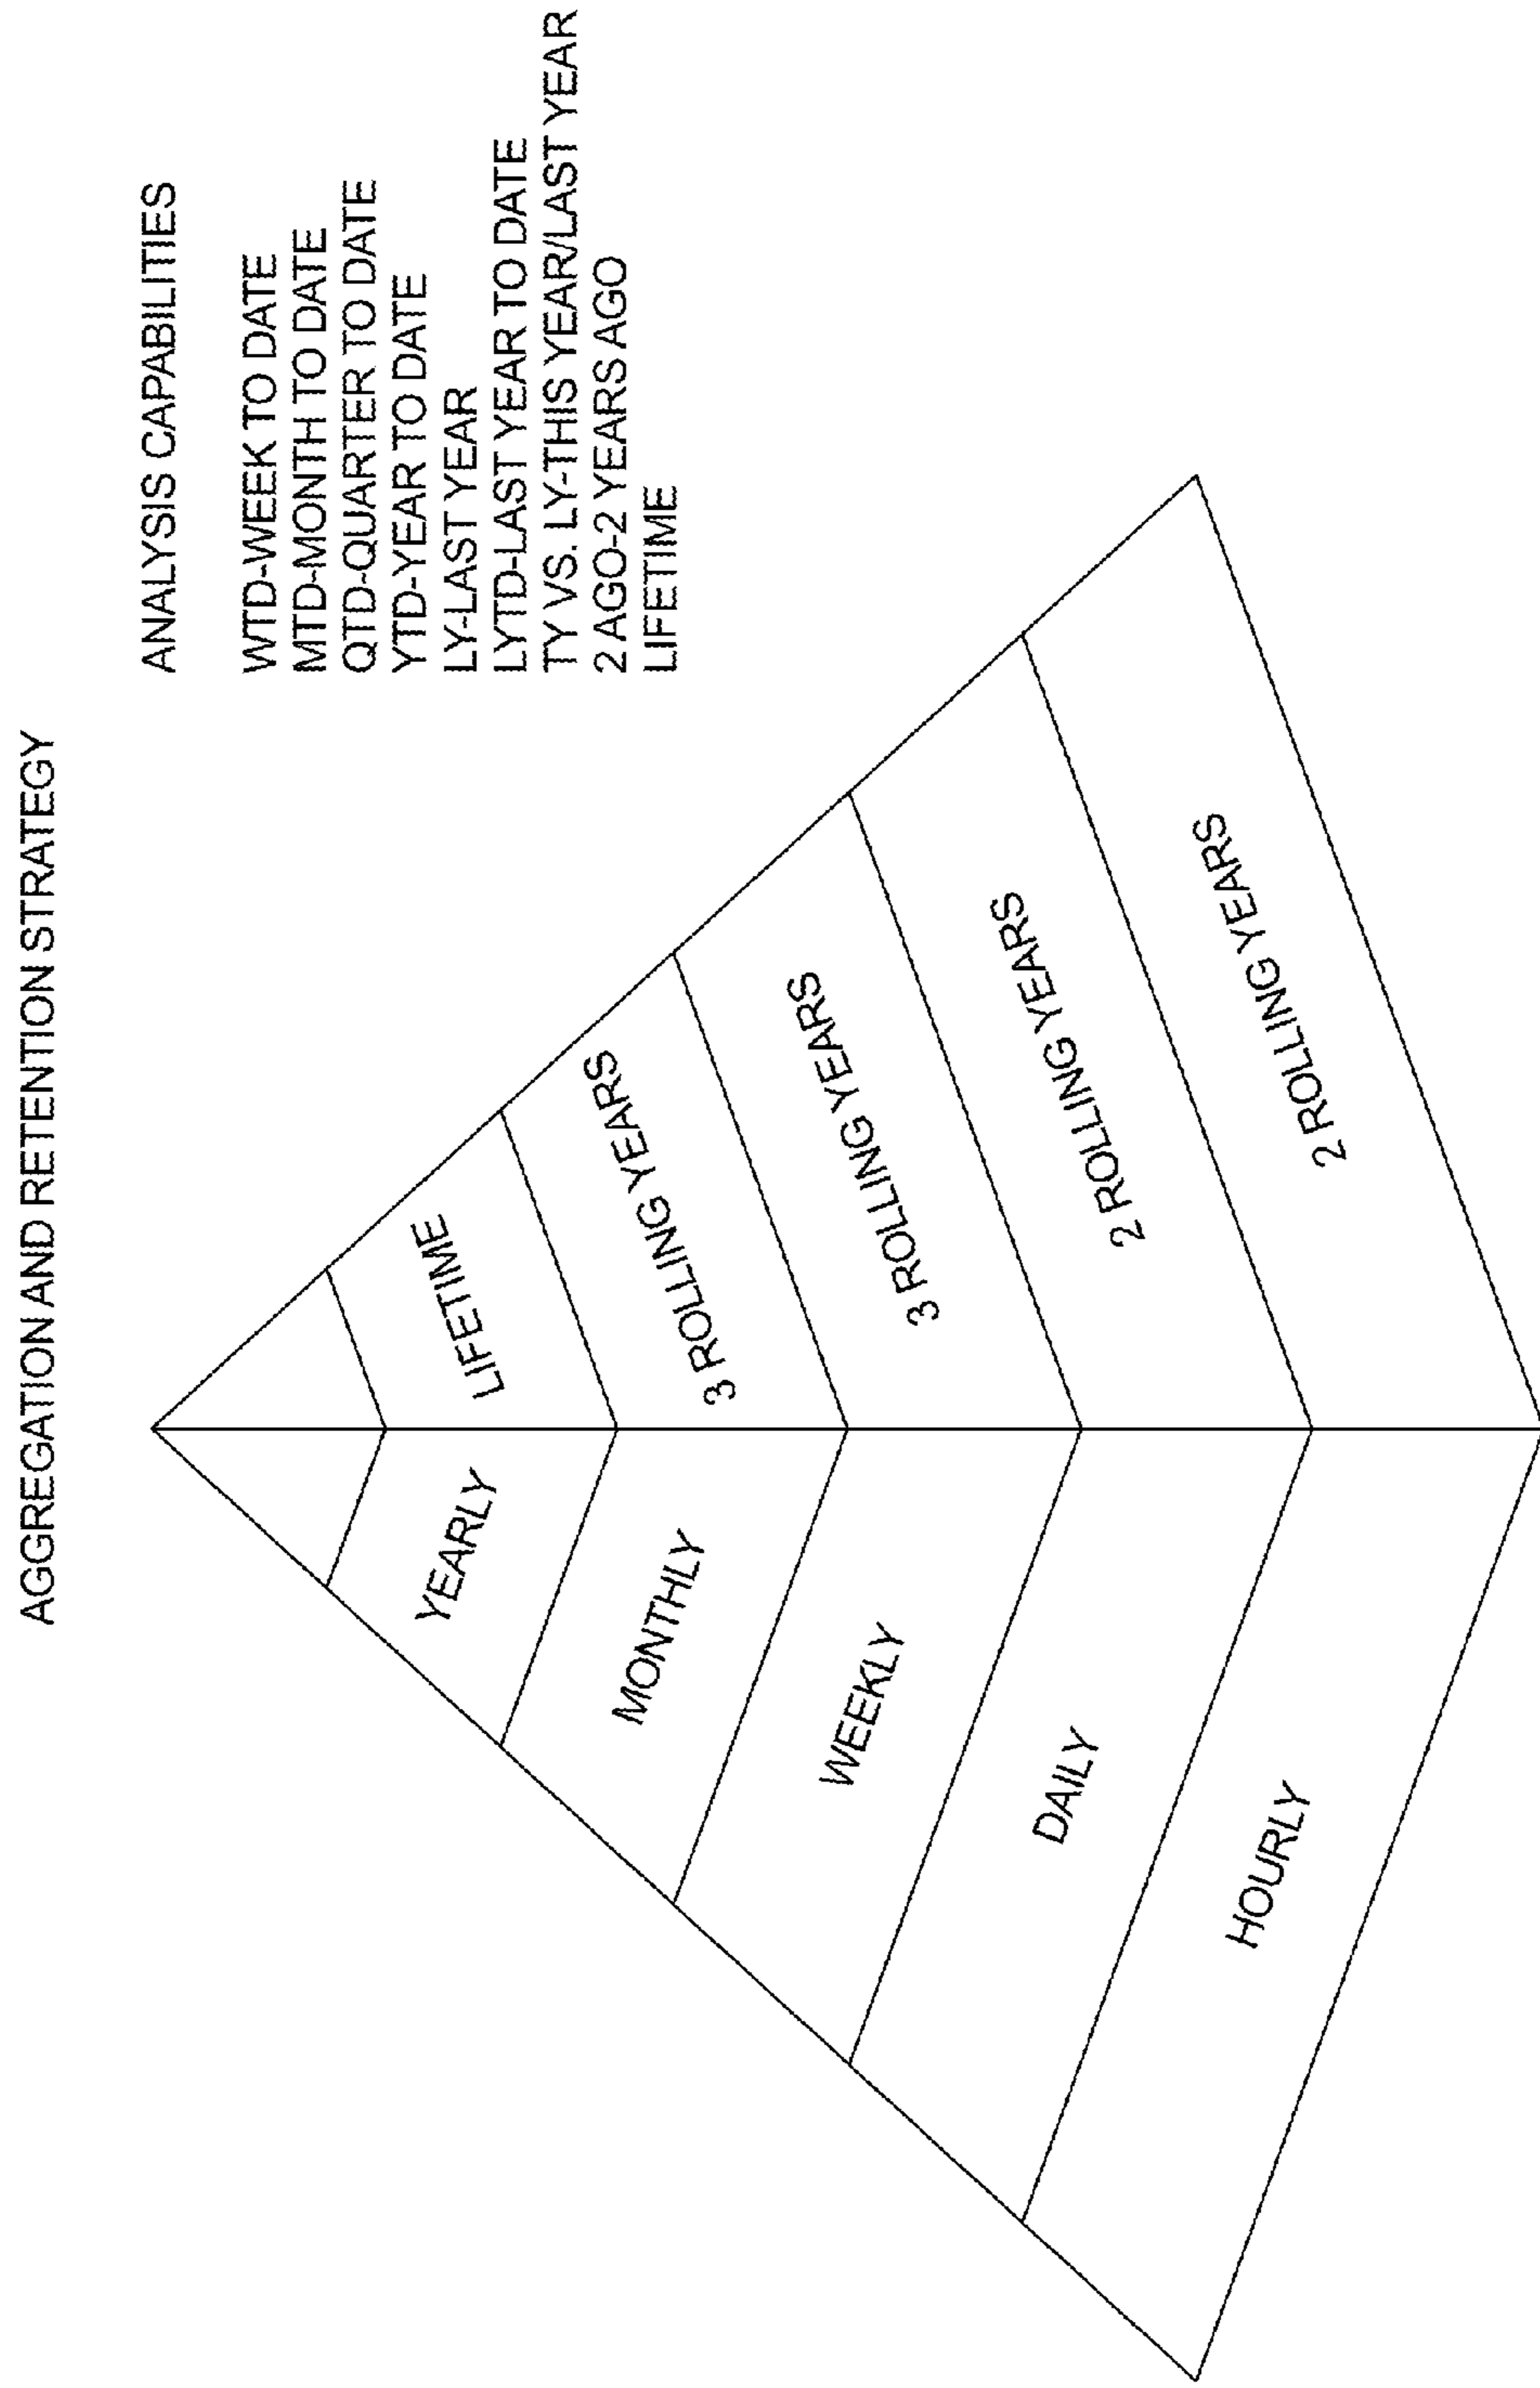 AGGREGATION AND RETENTION STRATEGY
ANALYSIS CAPABILITIES
WTD-WEEK TO DATE
MTD-MONTH TO DATE
QTD-QUARTER TO DATE
YTD-YEAR TO DATE
LY-LAST YEAR
LYTD-LAST YEAR TO DATE
TY VS. LY-THIS YEAR/LAST YEAR
2 AGO-2 YEARS AGO
LIFETIME
YEARLY
LIFETIME
MONTHLY
3 ROLLING YEARS
WEEKLY
3 ROLLING YEARS
DAILY
2 ROLLING YEARS
HOURLY
2 ROLLING YEARS